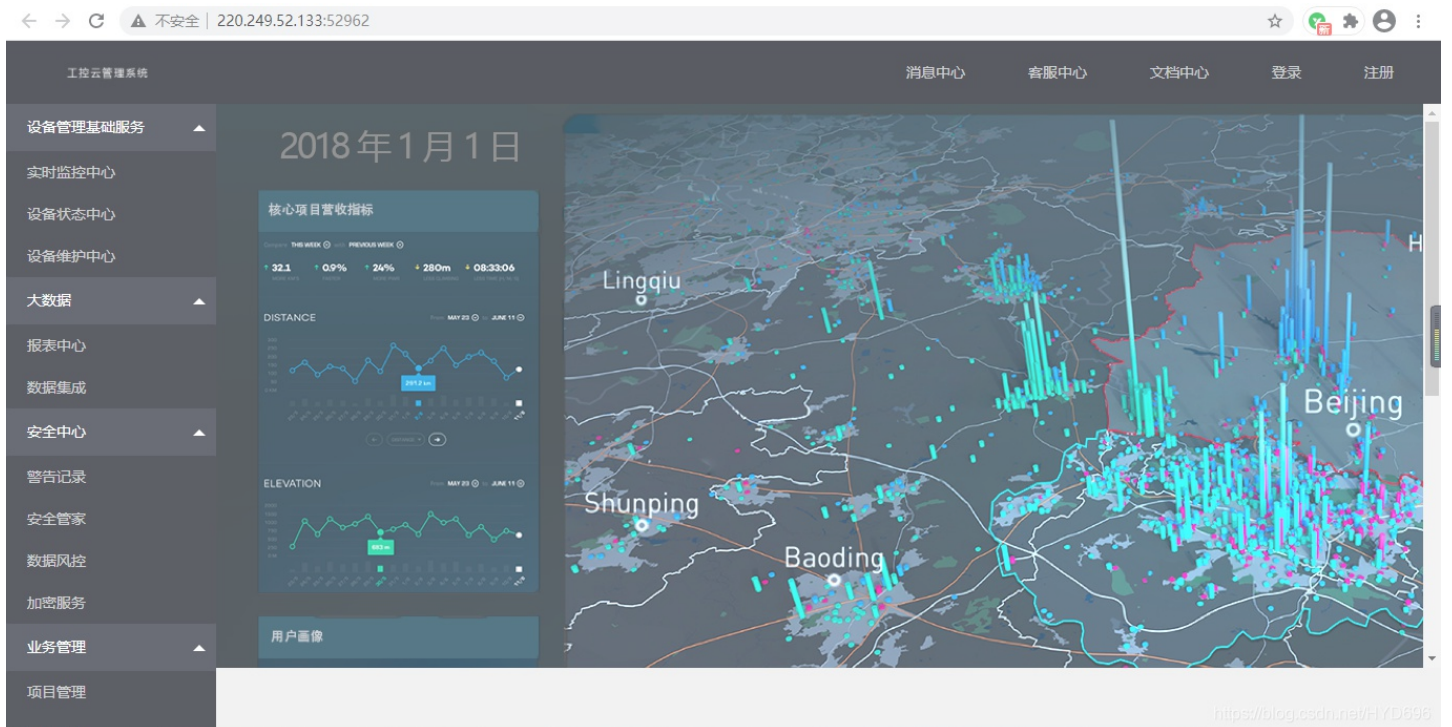 不安全
220.249.52.133:52962
新
工控云管理系统
消息中心
客服中心
文档中心
登录
注册
设备管理基础服务
实时监控中心
设备状态中心
设备维护中心
大数据
报表中心
数据集成
安全中心
警告记录
安全管家
数据风控
加密服务
业务管理
项目管理
2018 年 1 月 1 日
核心项目营收指标
THIS WEEK
PREVIOUS WEEK
32.1
0.9%
24%
280m
08:33:06
DISTANCE
MAY 23
JUNE 11
ELEVATION
MAY 23
JUNE 11
用户画像
Lingqiu
H
Beijing
Shunping
Baoding
https://blog.csdn.net/HYD696